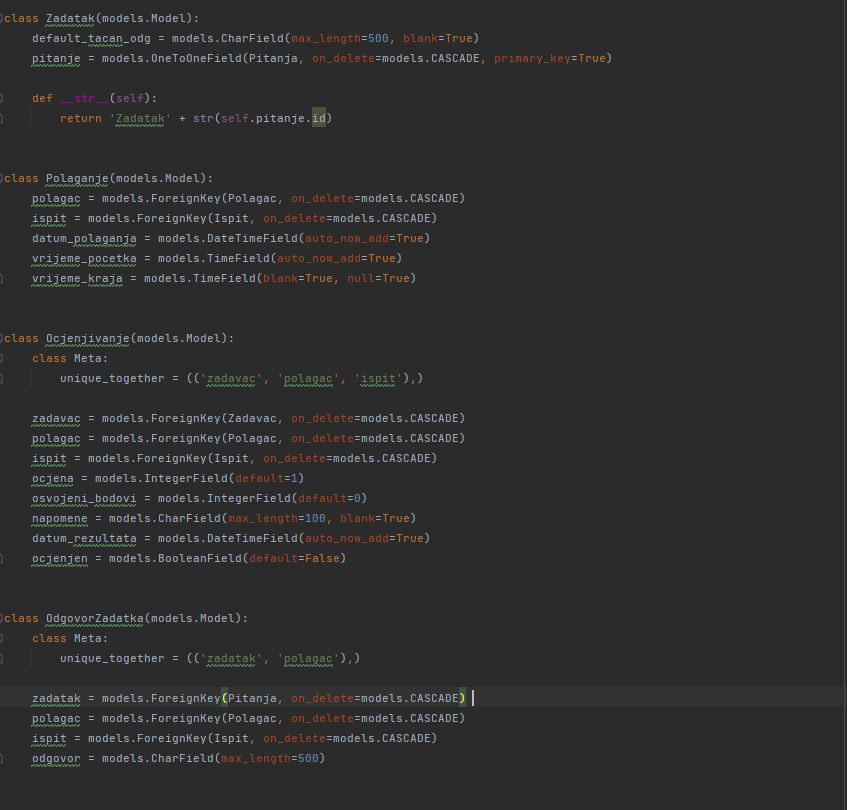 class Zadatak(models.Model):
    default_tacan_odg = models.CharField(max_length=500, blank=True)
    pitanje = models.OneToOneField(Pitanja, on_delete=models.CASCADE, primary_key=True)

    def __str__(self):
        return 'Zadatak' + str(self.pitanje.id)


class Polaganje(models.Model):
    polagac = models.ForeignKey(Polagac, on_delete=models.CASCADE)
    ispit = models.ForeignKey(Ispit, on_delete=models.CASCADE)
    datum_polaganja = models.DateTimeField(auto_now_add=True)
    vrijeme_pocetka = models.TimeField(auto_now_add=True)
    vrijeme_kraja = models.TimeField(blank=True, null=True)


class Ocjenjivanje(models.Model):
    class Meta:
        unique_together = (('zadavac', 'polagac', 'ispit'),)

    zadavac = models.ForeignKey(Zadavac, on_delete=models.CASCADE)
    polagac = models.ForeignKey(Polagac, on_delete=models.CASCADE)
    ispit = models.ForeignKey(Ispit, on_delete=models.CASCADE)
    ocjena = models.IntegerField(default=1)
    osvojeni_bodovi = models.IntegerField(default=0)
    napomene = models.CharField(max_length=100, blank=True)
    datum_rezultata = models.DateTimeField(auto_now_add=True)
    ocjenjen = models.BooleanField(default=False)


class OdgovorZadatka(models.Model):
    class Meta:
        unique_together = (('zadatak', 'polagac'),)

    zadatak = models.ForeignKey(Pitanja, on_delete=models.CASCADE)
    polagac = models.ForeignKey(Polagac, on_delete=models.CASCADE)
    ispit = models.ForeignKey(Ispit, on_delete=models.CASCADE)
    odgovor = models.CharField(max_length=500)